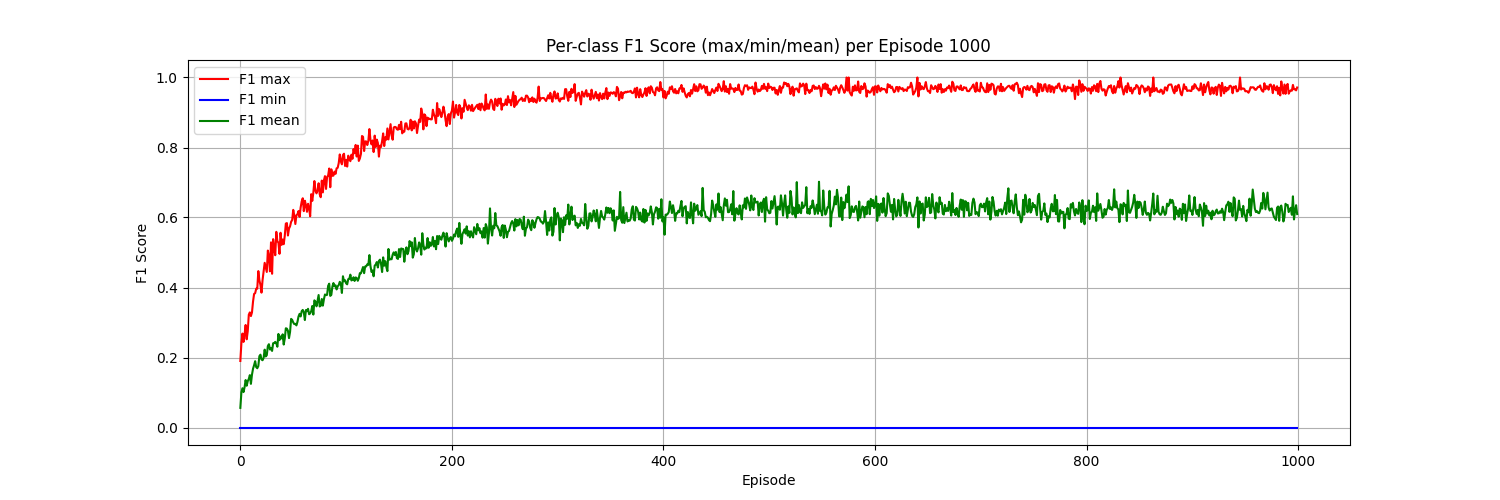 Per-class F1 Score (max/min/mean) per Episode 1000
F1 max
F1 min
F1 mean
1.0
0.8
0.6
0.4
0.2
0.0
F1 Score
0 200 400 600 800 1000
Episode